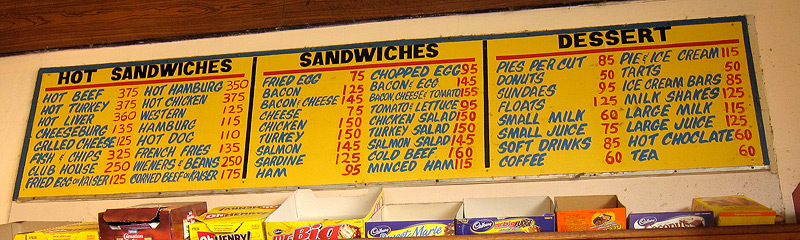 HOT SANDWICHES
HOT BEEF 375
HOT TURKEY 375
HOT LIVER 360
CHEESEBURG 135
GRILLED CHEESE 125
FISH & CHIPS 325
CLUB HOUSE 250
FRIED EGG ON KAISER 125
HOT HAMBURG 350
HOT CHICKEN 375
WESTERN 125
HAMBURG 115
HOT DOG 110
FRENCH FRIES 135
WIENERS & BEANS 250
CORNED BEEF ON KAISER 175
SANDWICHES
FRIED EGG 75
BACON 125
BACON & CHEESE 145
CHEESE 75
CHICKEN 150
TURKEY 150
SALMON 145
SARDINE 125
HAM 95
CHOPPED EGG 95
BACON & EGG 145
BACON, CHEESE & TOMATO 155
TOMATO & LETTUCE 95
CHICKEN SALAD 150
TURKEY SALAD 150
SALMON SALAD 145
COLD BEEF 160
MINCED HAM 115
DESSERT
PIES PER CUT 85
DONUTS 50
SUNDAES 95
FLOATS 125
SMALL MILK 60
SMALL JUICE 75
SOFT DRINKS 85
COFFEE 60
PIE & ICE CREAM 115
TARTS 50
ICE CREAM BARS 85
MILK SHAKES 125
LARGE MILK 115
LARGE JUICE 125
HOT CHOCLATE 60
TEA 60
Oh Henry!
Big
Cadbury
Marie
Cadbury
Cadbury